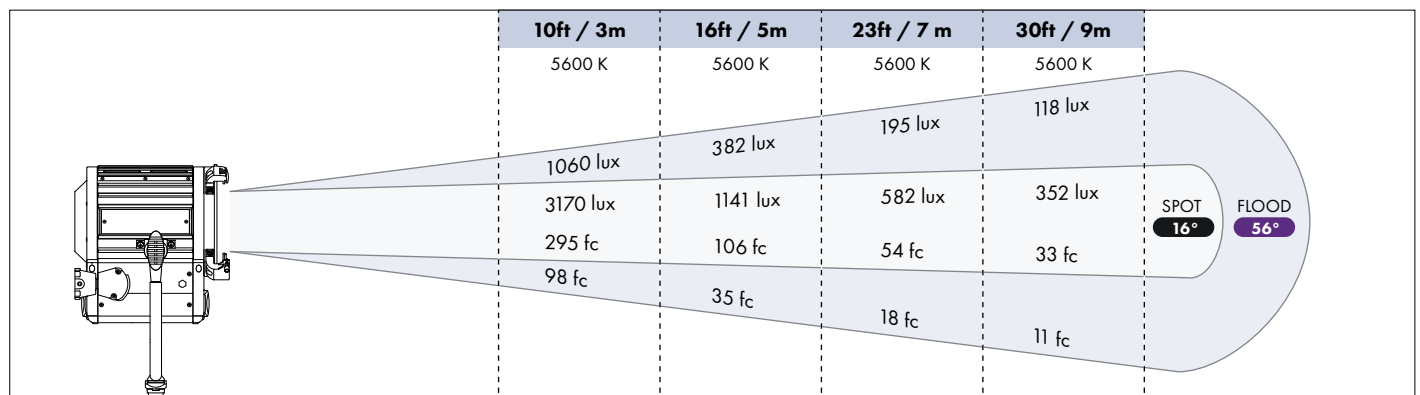 10ft / 3m 16ft / 5m 23ft / 7 m 30ft / 9m
5600 K 5600 K 5600 K 5600 K
1060 lux 382 lux 195 lux 118 lux
3170 lux 1141 lux 582 lux 352 lux
295 fc 106 fc 54 fc 33 fc
98 fc 35 fc 18 fc 11 fc
SPOT FLOOD
16° 56°